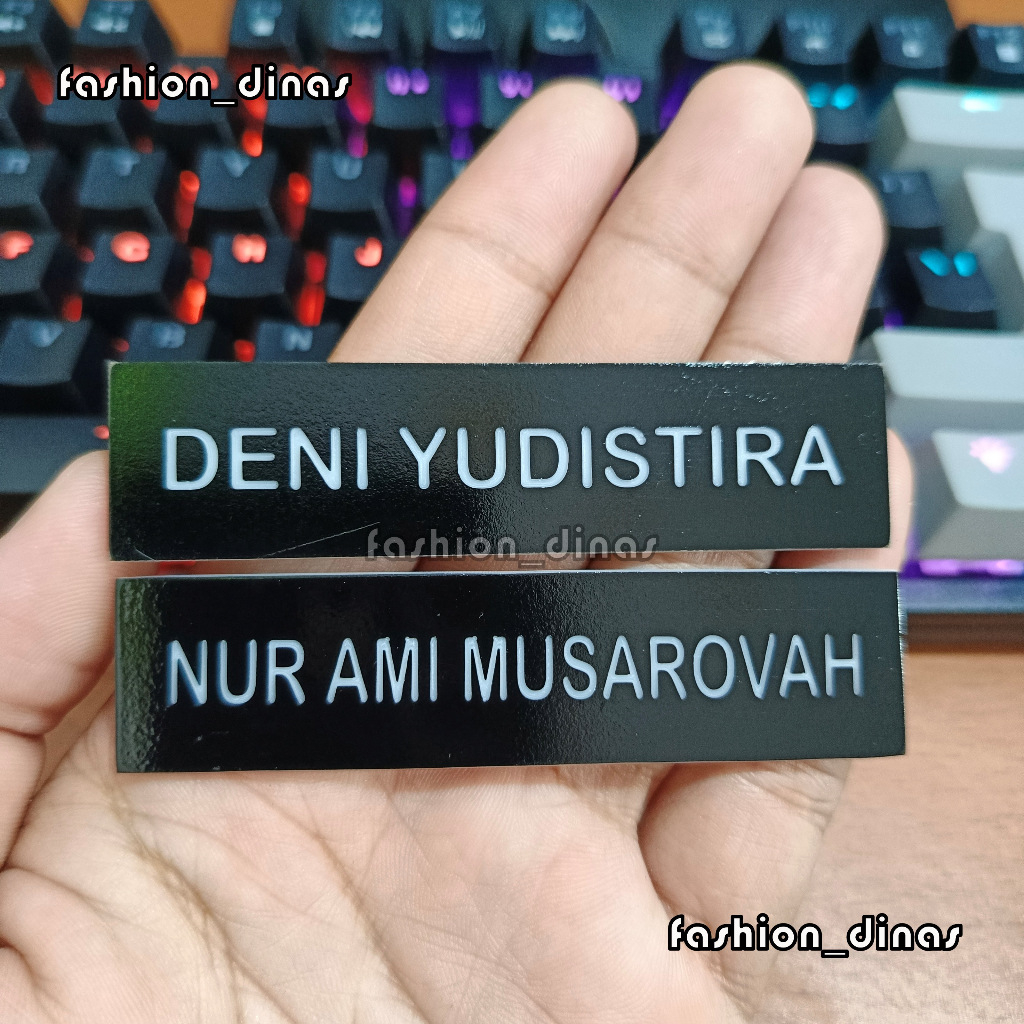 fashion_dinas
F G H J
V B N
DENI YUDISTIRA
fashion_dinas
NUR AMI MUSAROVAH
fashion_dinas